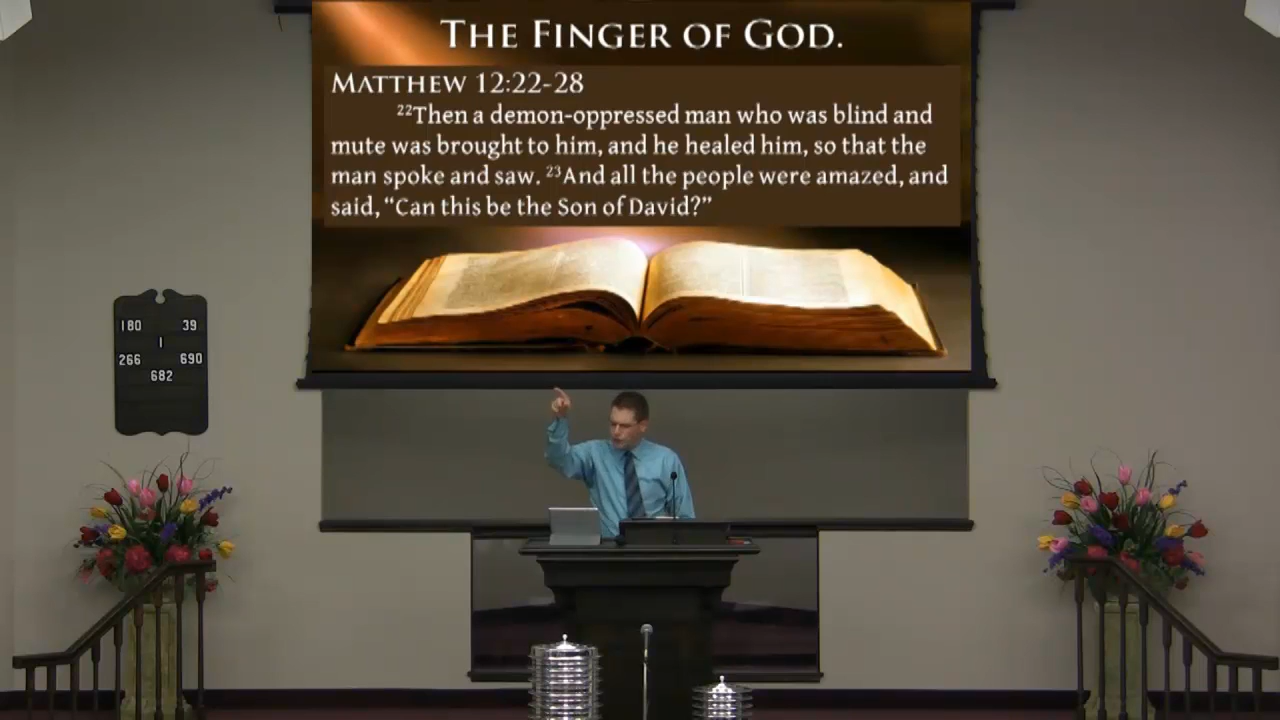 THE FINGER OF GOD.
MATTHEW 12:22-28
22Then a demon-oppressed man who was blind and
mute was brought to him, and he healed him, so that the
man spoke and saw. 23And all the people were amazed, and
said, “Can this be the Son of David?”
180 39
1
266 690
682